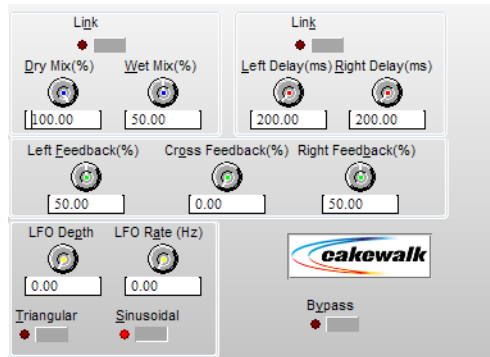 Link
Link
Dry Mix(%) Wet Mix(%)
Left Delay(ms) Right Delay(ms)
100.00 50.00
200.00 200.00
Left Feedback(%) Cross Feedback(%) Right Feedback(%)
50.00 0.00 50.00
LFO Depth LFO Rate (Hz)
0.00 0.00
cakewalk
Triangular Sinusoidal
Bypass